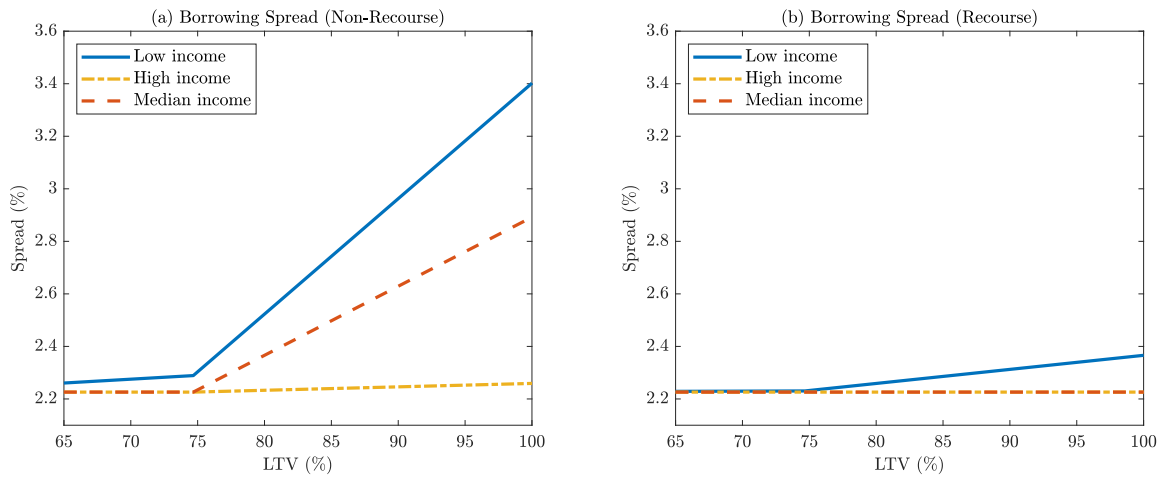 (a) Borrowing Spread (Non-Recourse)
3.6
3.4
3.2
3
2.8
2.6
2.4
2.2
Spread (%)
Low income
High income
Median income
65 70 75 80 85 90 95 100
LTV (%)
(b) Borrowing Spread (Recourse)
3.6
3.4
3.2
3
2.8
2.6
2.4
2.2
Spread (%)
Low income
High income
Median income
65 70 75 80 85 90 95 100
LTV (%)